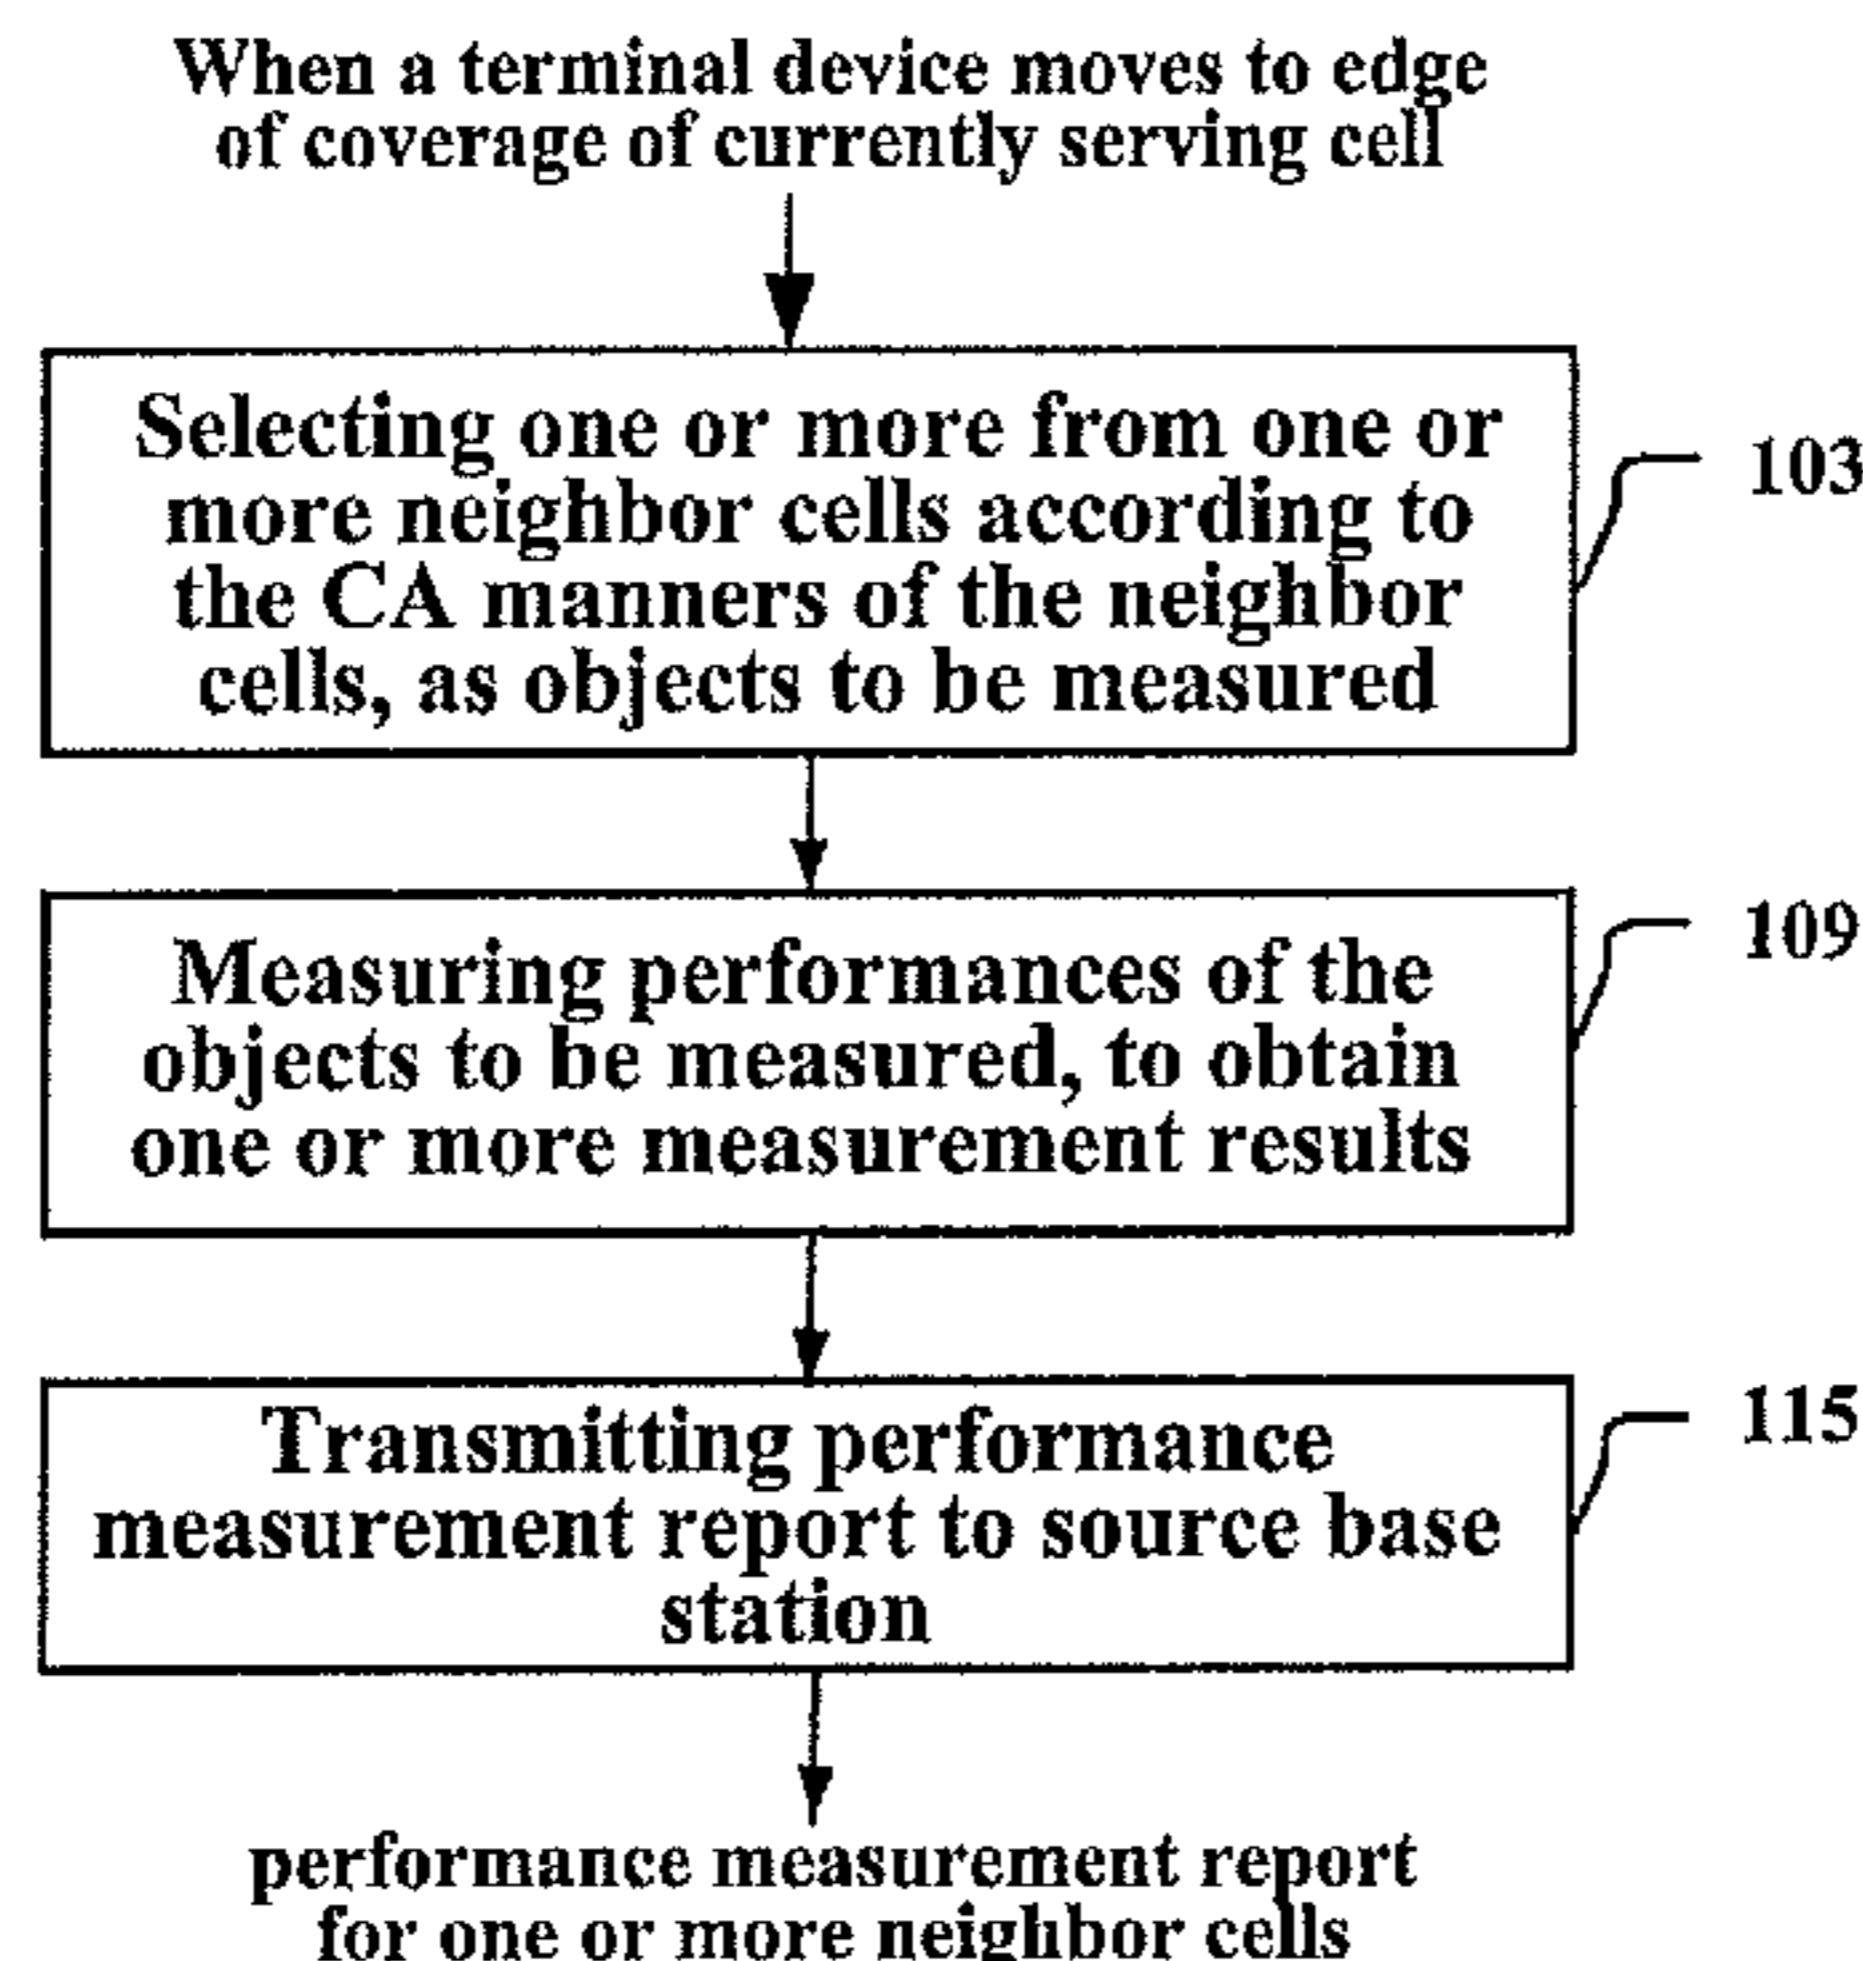 When a terminal device moves to edge
of coverage of currently serving cell
Selecting one or more from one or
more neighbor cells according to
the CA manners of the neighbor
cells, as objects to be measured
103
Measuring performances of the
objects to be measured, to obtain
one or more measurement results
109
Transmitting performance
measurement report to source base
station
115
performance measurement report
for one or more neighbor cells